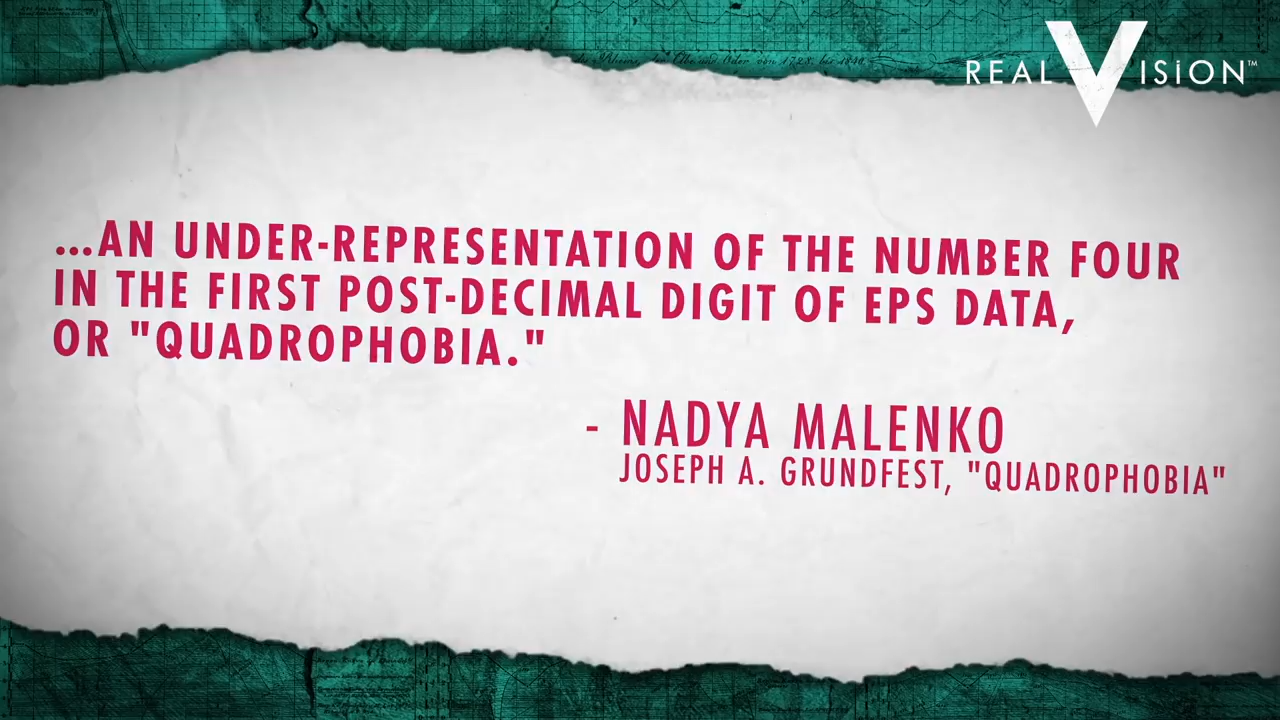 REAL VISION™
...AN UNDER-REPRESENTATION OF THE NUMBER FOUR
IN THE FIRST POST-DECIMAL DIGIT OF EPS DATA,
OR "QUADROPHOBIA."
- NADYA MALENKO
JOSEPH A. GRUNDFEST, "QUADROPHOBIA"